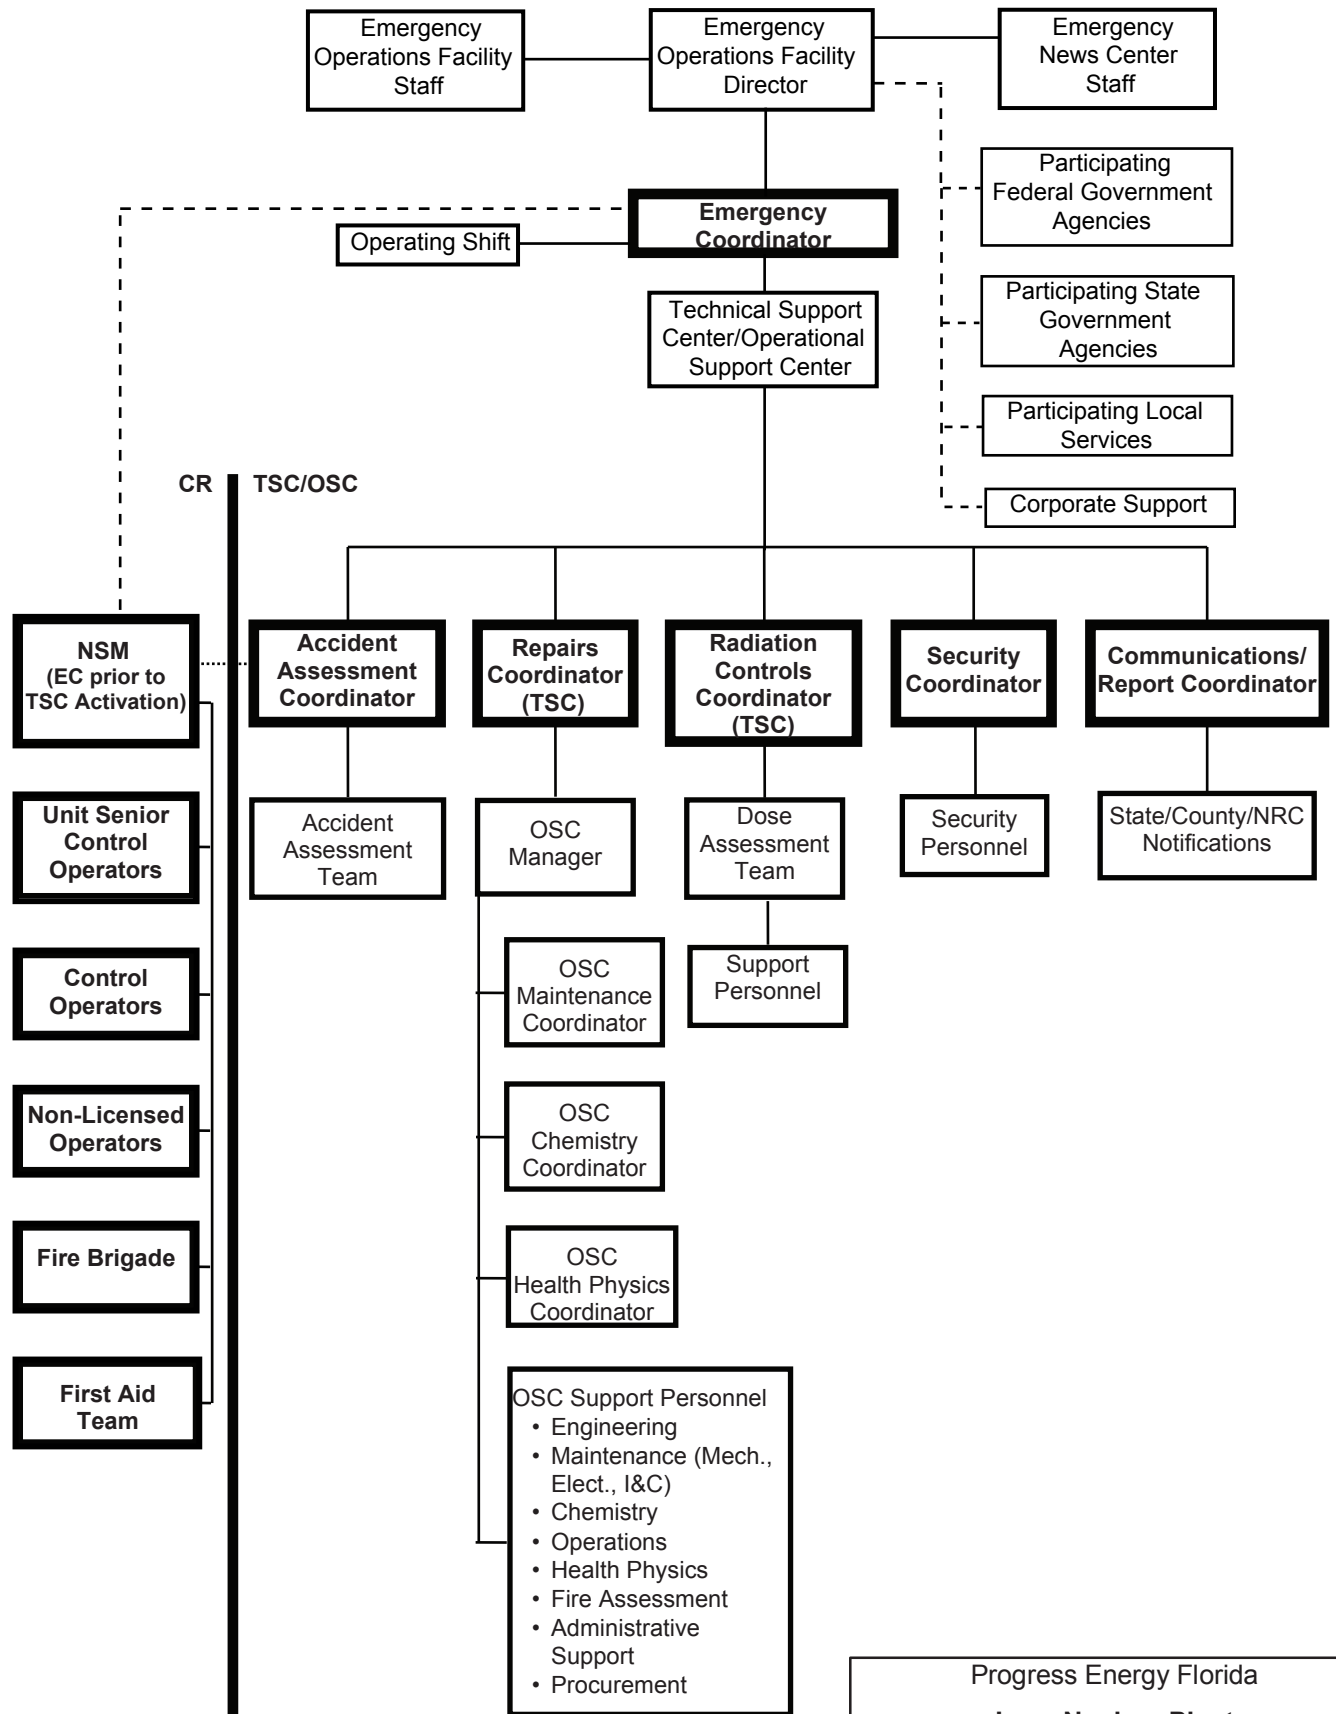 Emergency
Operations Facility
Staff
Emergency
Operations Facility
Director
Emergency
News Center
Staff
Participating
Federal Government
Agencies
Emergency
Coordinator
Operating Shift
Participating State
Government
Agencies
Technical Support
Center/Operational
Support Center
Participating Local
Services
CR
TSC/OSC
Corporate Support
NSM
(EC prior to
TSC Activation)
Accident
Assessment
Coordinator
Repairs
Coordinator
(TSC)
Radiation
Controls
Coordinator
(TSC)
Security
Coordinator
Communications/
Report Coordinator
Unit Senior
Control
Operators
Accident
Assessment
Team
OSC
Manager
Dose
Assessment
Team
Security
Personnel
State/County/NRC
Notifications
Control
Operators
OSC
Maintenance
Coordinator
Support
Personnel
Non-Licensed
Operators
OSC
Chemistry
Coordinator
Fire Brigade
OSC
Health Physics
Coordinator
First Aid
Team
OSC Support Personnel
• Engineering
• Maintenance (Mech.,
Elect., I&C)
• Chemistry
• Operations
• Health Physics
• Fire Assessment
• Administrative
Support
• Procurement
Progress Energy Florida